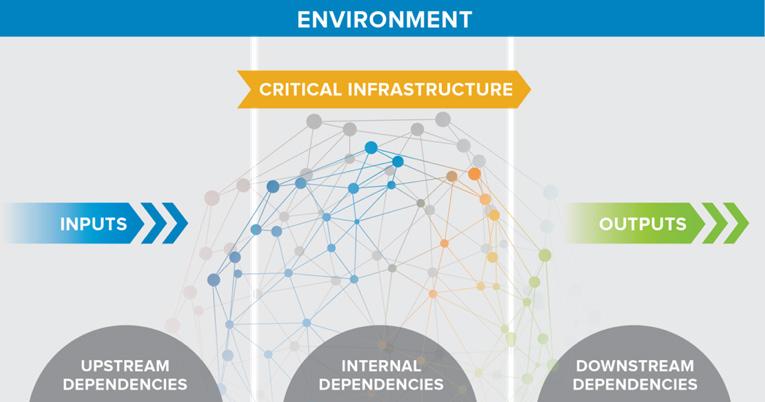 ENVIRONMENT
CRITICAL INFRASTRUCTURE
INPUTS
OUTPUTS
UPSTREAM
DEPENDENCIES
INTERNAL
DEPENDENCIES
DOWNSTREAM
DEPENDENCIES